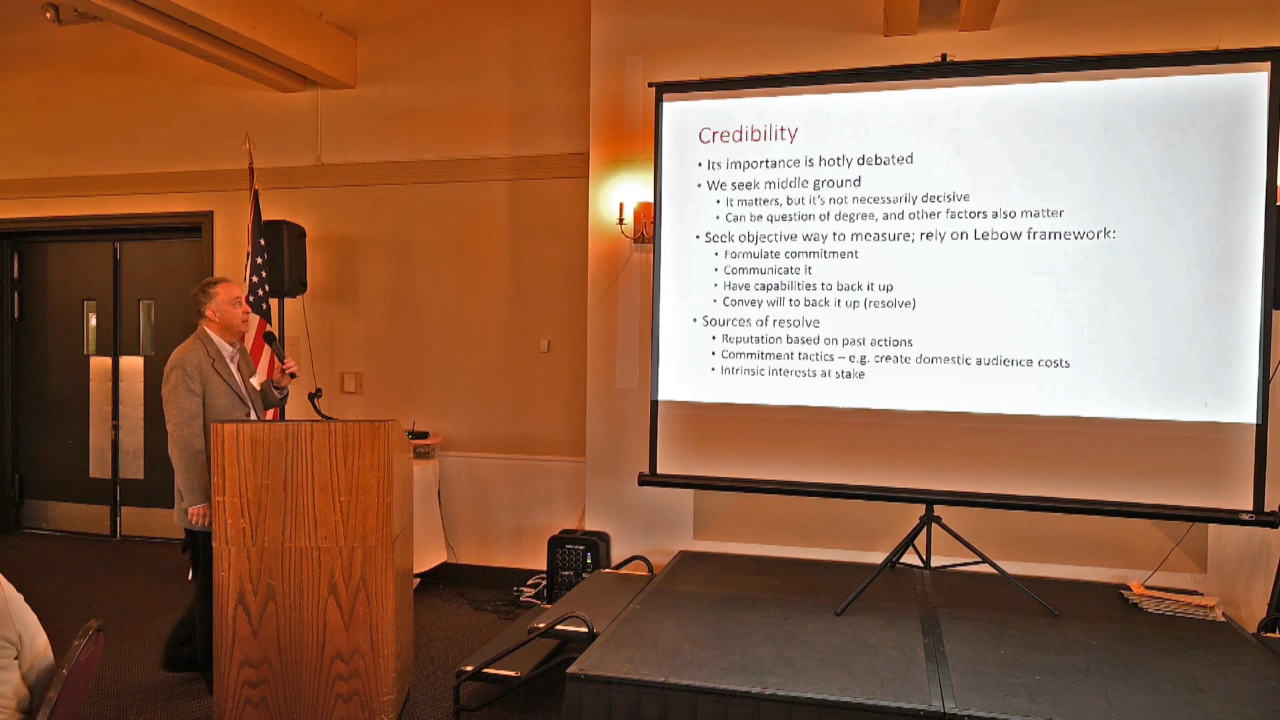 Credibility
• Its importance is hotly debated
• We seek middle ground
• It matters, but it's not necessarily decisive
• Can be question of degree, and other factors also matter
• Seek objective way to measure; rely on Lebow framework:
• Formulate commitment
• Communicate it
• Have capabilities to back it up
• Convey will to back it up (resolve)
• Sources of resolve
• Reputation based on past actions
• Commitment tactics – e.g. create domestic audience costs
• Intrinsic interests at stake